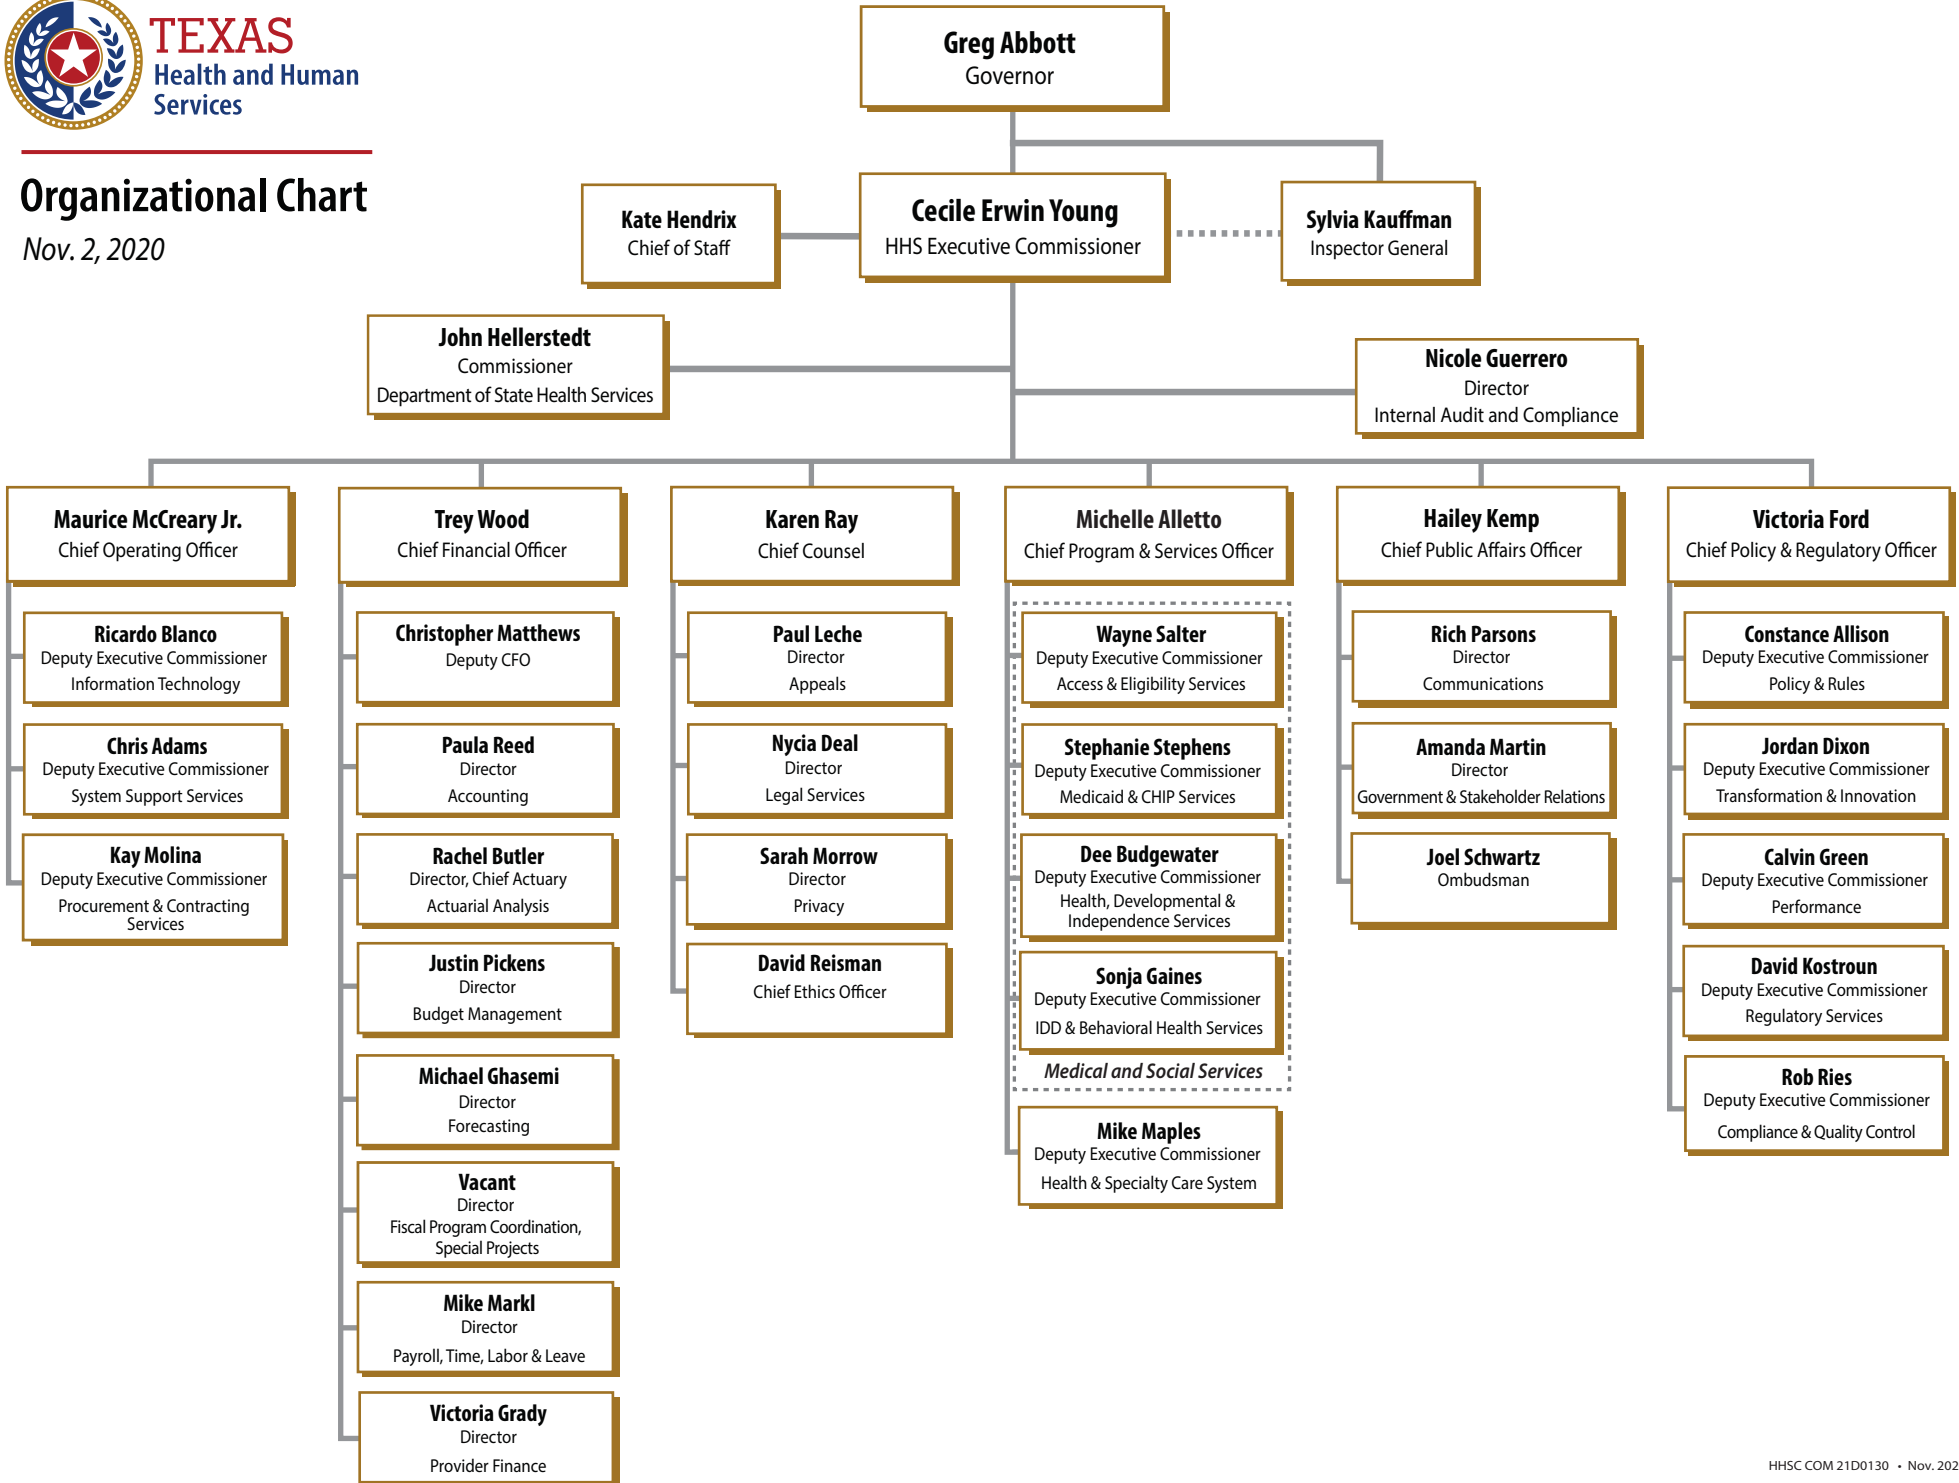 TEXAS
Health and Human
Services
Organizational Chart
Nov. 2, 2020
Greg Abbott
Governor
Kate Hendrix
Chief of Staff
Cecile Erwin Young
HHS Executive Commissioner
Sylvia Kauffman
Inspector General
John Hellerstedt
Commissioner
Department of State Health Services
Nicole Guerrero
Director
Internal Audit and Compliance
Maurice McCreary Jr.
Chief Operating Officer
Ricardo Blanco
Deputy Executive Commissioner
Information Technology
Chris Adams
Deputy Executive Commissioner
System Support Services
Kay Molina
Deputy Executive Commissioner
Procurement & Contracting
Services
Trey Wood
Chief Financial Officer
Christopher Matthews
Deputy CFO
Paula Reed
Director
Accounting
Rachel Butler
Director, Chief Actuary
Actuarial Analysis
Justin Pickens
Director
Budget Management
Michael Ghasemi
Director
Forecasting
Vacant
Director
Fiscal Program Coordination,
Special Projects
Mike Markl
Director
Payroll, Time, Labor & Leave
Victoria Grady
Director
Provider Finance
Karen Ray
Chief Counsel
Paul Leche
Director
Appeals
Nycia Deal
Director
Legal Services
Sarah Morrow
Director
Privacy
David Reisman
Chief Ethics Officer
Michelle Alletto
Chief Program & Services Officer
Wayne Salter
Deputy Executive Commissioner
Access & Eligibility Services
Stephanie Stephens
Deputy Executive Commissioner
Medicaid & CHIP Services
Dee Budgewater
Deputy Executive Commissioner
Health, Developmental &
Independence Services
Sonja Gaines
Deputy Executive Commissioner
IDD & Behavioral Health Services
Medical and Social Services
Mike Maples
Deputy Executive Commissioner
Health & Specialty Care System
Hailey Kemp
Chief Public Affairs Officer
Rich Parsons
Director
Communications
Amanda Martin
Director
Government & Stakeholder Relations
Joel Schwartz
Ombudsman
Victoria Ford
Chief Policy & Regulatory Officer
Constance Allison
Deputy Executive Commissioner
Policy & Rules
Jordan Dixon
Deputy Executive Commissioner
Transformation & Innovation
Calvin Green
Deputy Executive Commissioner
Performance
David Kostroun
Deputy Executive Commissioner
Regulatory Services
Rob Ries
Deputy Executive Commissioner
Compliance & Quality Control
HHSC COM 21D0130 • Nov. 202